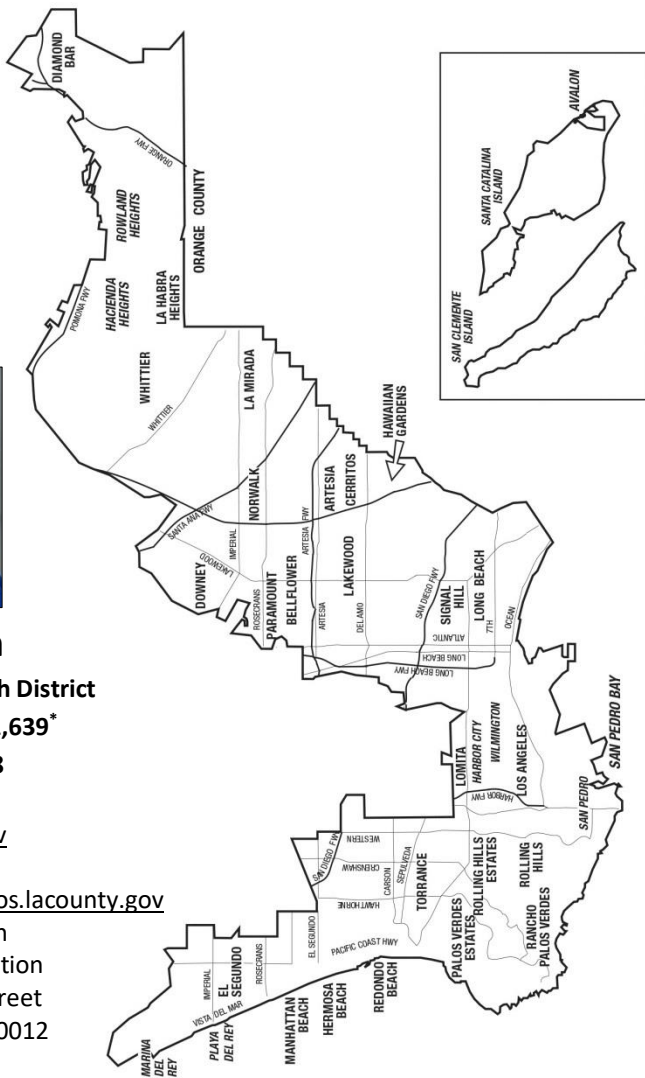 h District
,639*
os.lacounty.gov
tion
reet
0012
DIAMOND
BAR
ORANGE FWY
ROWLAND
HEIGHTS
ORANGE COUNTY
POMONA FWY
HACIENDA
HEIGHTS
LA HABRA
HEIGHTS
WHITTIER
WHITTIER
LA MIRADA
SANTA ANA FWY
NORWALK
IMPERIAL
LAKEWOOD
DOWNEY
ROSECRANS
PARAMOUNT
BELLFLOWER
ARTESIA FWY
ARTESIA
CERRITOS
HAWAIIAN
GARDENS
ARTESIA
LAKEWOOD
DEL AMO
SAN DIEGO FWY
SIGNAL
HILL
LONG BEACH
ATLANTIC
7TH
OCEAN
LONG BEACH
LONG BEACH FWY
LOMITA
HARBOR CITY
WILMINGTON
LOS ANGELES
HARBOR FWY
SAN PEDRO
SAN PEDRO BAY
SAN DIEGO FWY
WESTERN
CRENSHAW
HAWTHORNE
CARSON
SEPULVEDA
TORRANCE
ROLLING HILLS
ESTATES
ROLLING
HILLS
PALOS VERDES
ESTATES
RANCHO
PALOS VERDES
EL SEGUNDO
PACIFIC COAST HWY
ROSECRANS
IMPERIAL
EL
SEGUNDO
VISTA DEL MAR
MANHATTAN
BEACH
HERMOSA
BEACH
REDONDO
BEACH
PLAYA
DEL REY
MARINA
DEL
REY
AVALON
SANTA CATALINA
ISLAND
SAN CLEMENTE
ISLAND